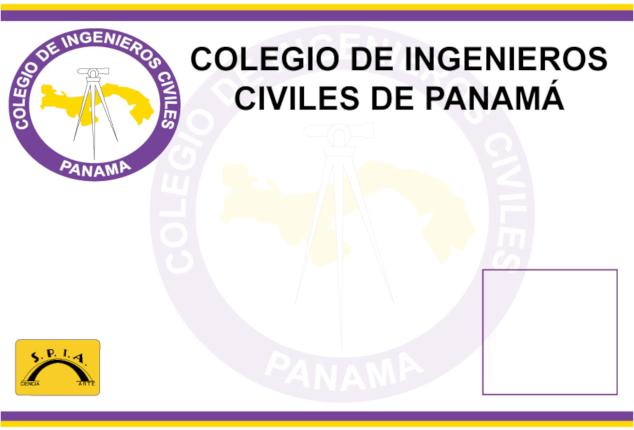 COLEGIO DE INGENIEROS CIVILES
PANAMA
COLEGIO DE INGENIEROS
CIVILES DE PANAMÁ
COLEGIO DE INGENIEROS CIVILES
PANAMA
S.P.I.A.
CIENCIA ARTE